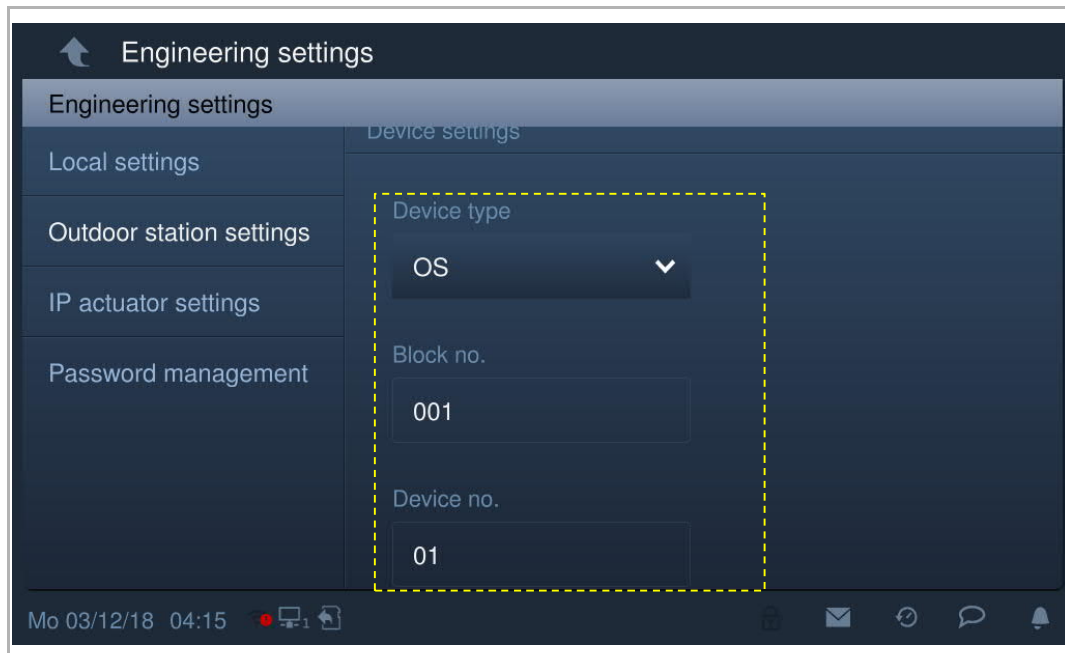 Engineering settings
Engineering settings
Device settings
Local settings
Device type
Outdoor station settings
OS
IP actuator settings
Block no.
Password management
001
Device no.
01
Mo 03/12/18 04:15 1